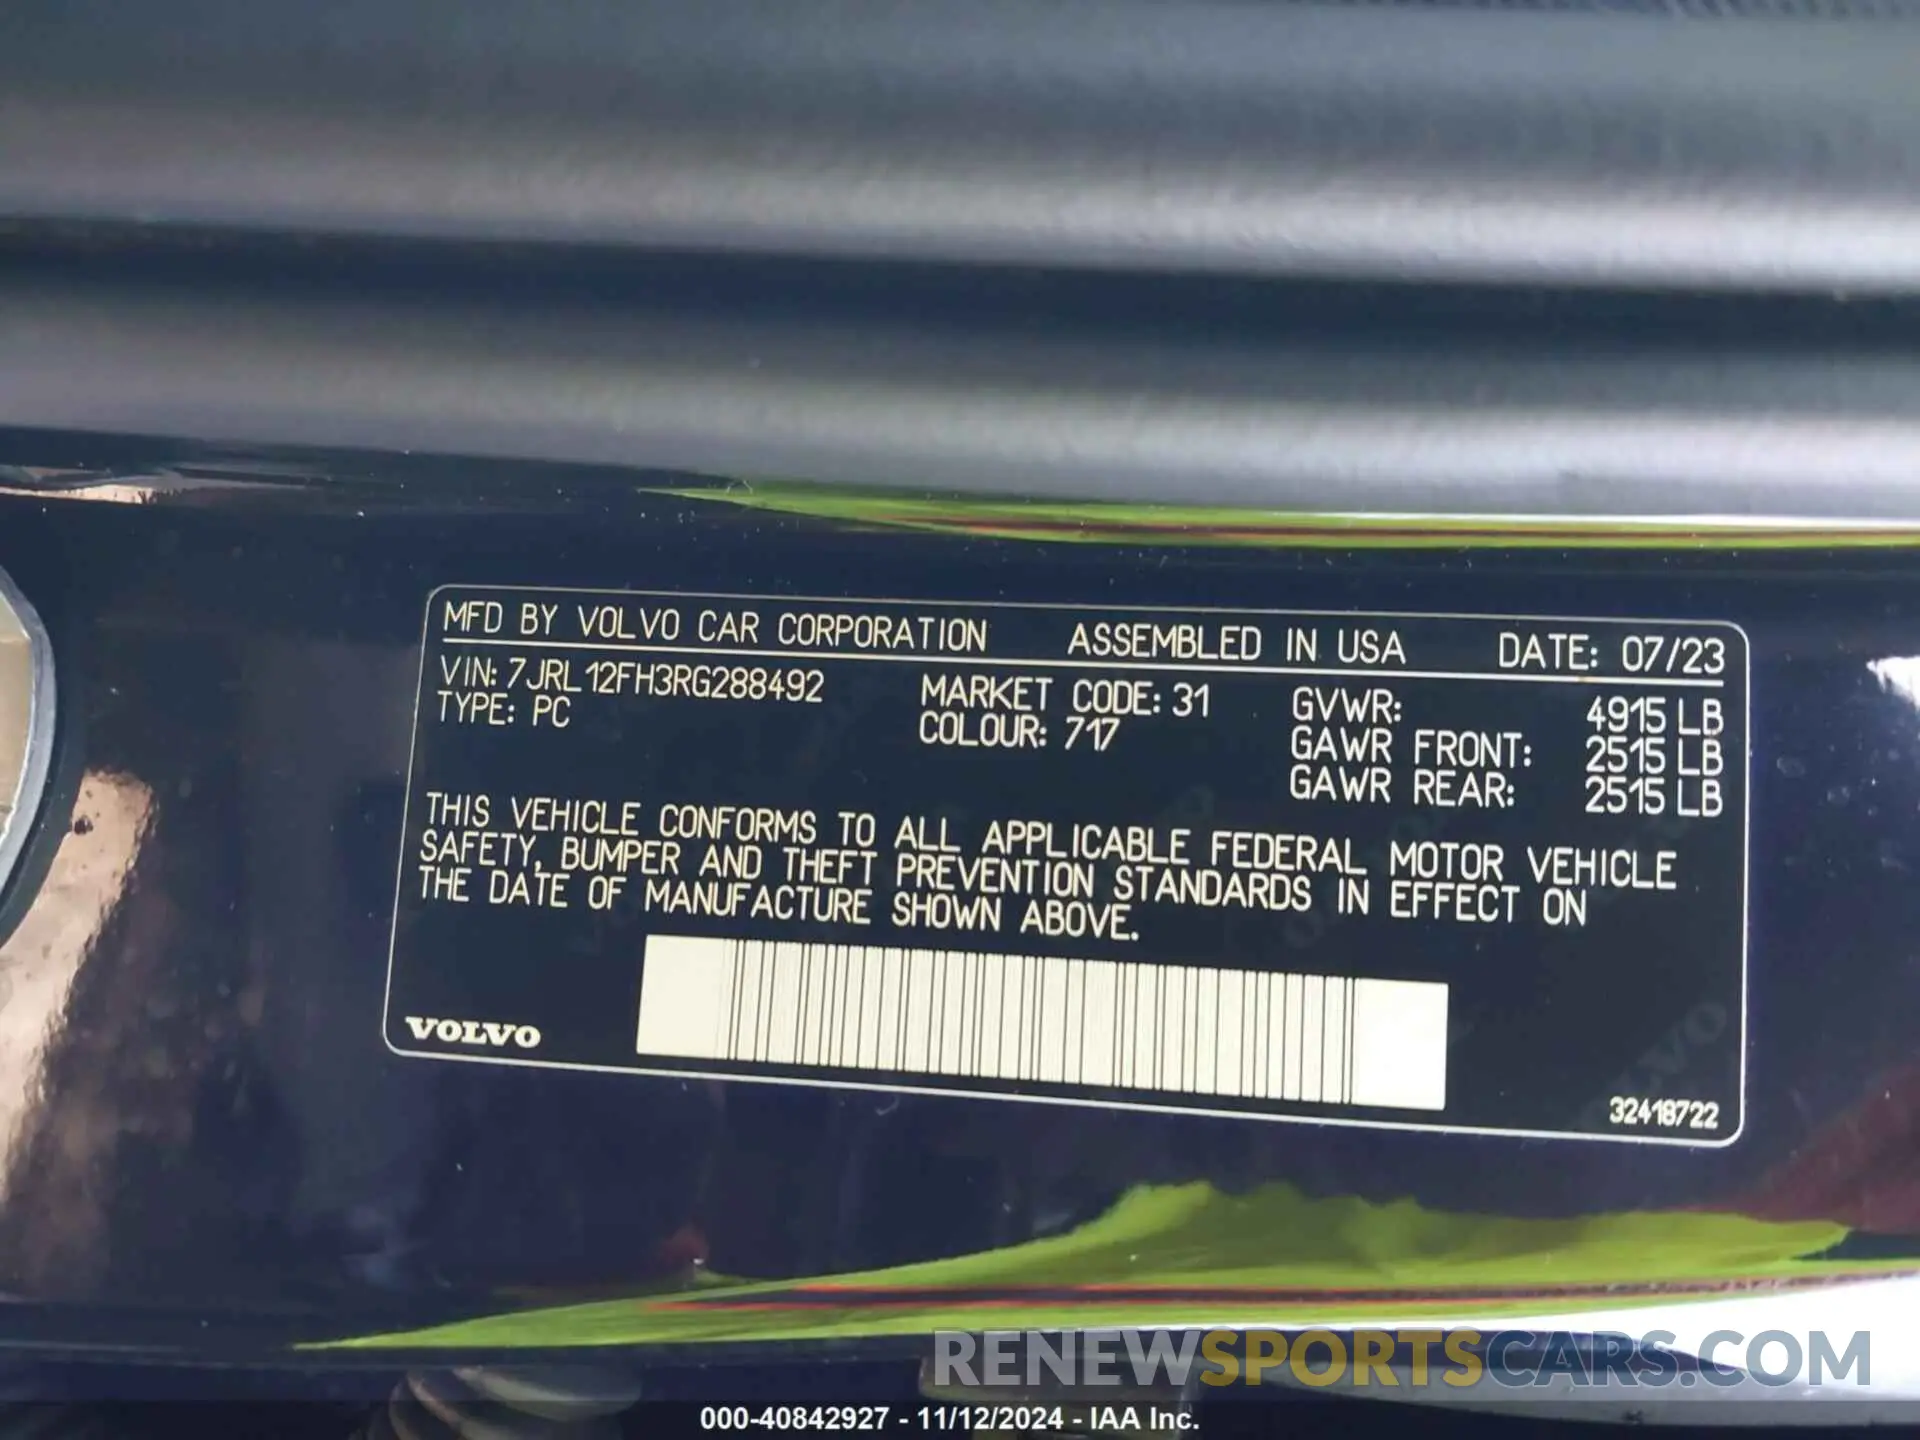 MFD BY VOLVO CAR CORPORATION ASSEMBLED IN USA DATE: 07/23
VIN: 7JRL12FH3RG288492 MARKET CODE: 31 GVWR: 4915 LB
TYPE: PC COLOUR: 717 GAWR FRONT: 2515 LB
GAWR REAR: 2515 LB
THIS VEHICLE CONFORMS TO ALL APPLICABLE FEDERAL MOTOR VEHICLE
SAFETY, BUMPER AND THEFT PREVENTION STANDARDS IN EFFECT ON
THE DATE OF MANUFACTURE SHOWN ABOVE.
VOLVO
32418722
RENEWSPORTSCARS.COM
000-40842927 - 11/12/2024 - IAA Inc.